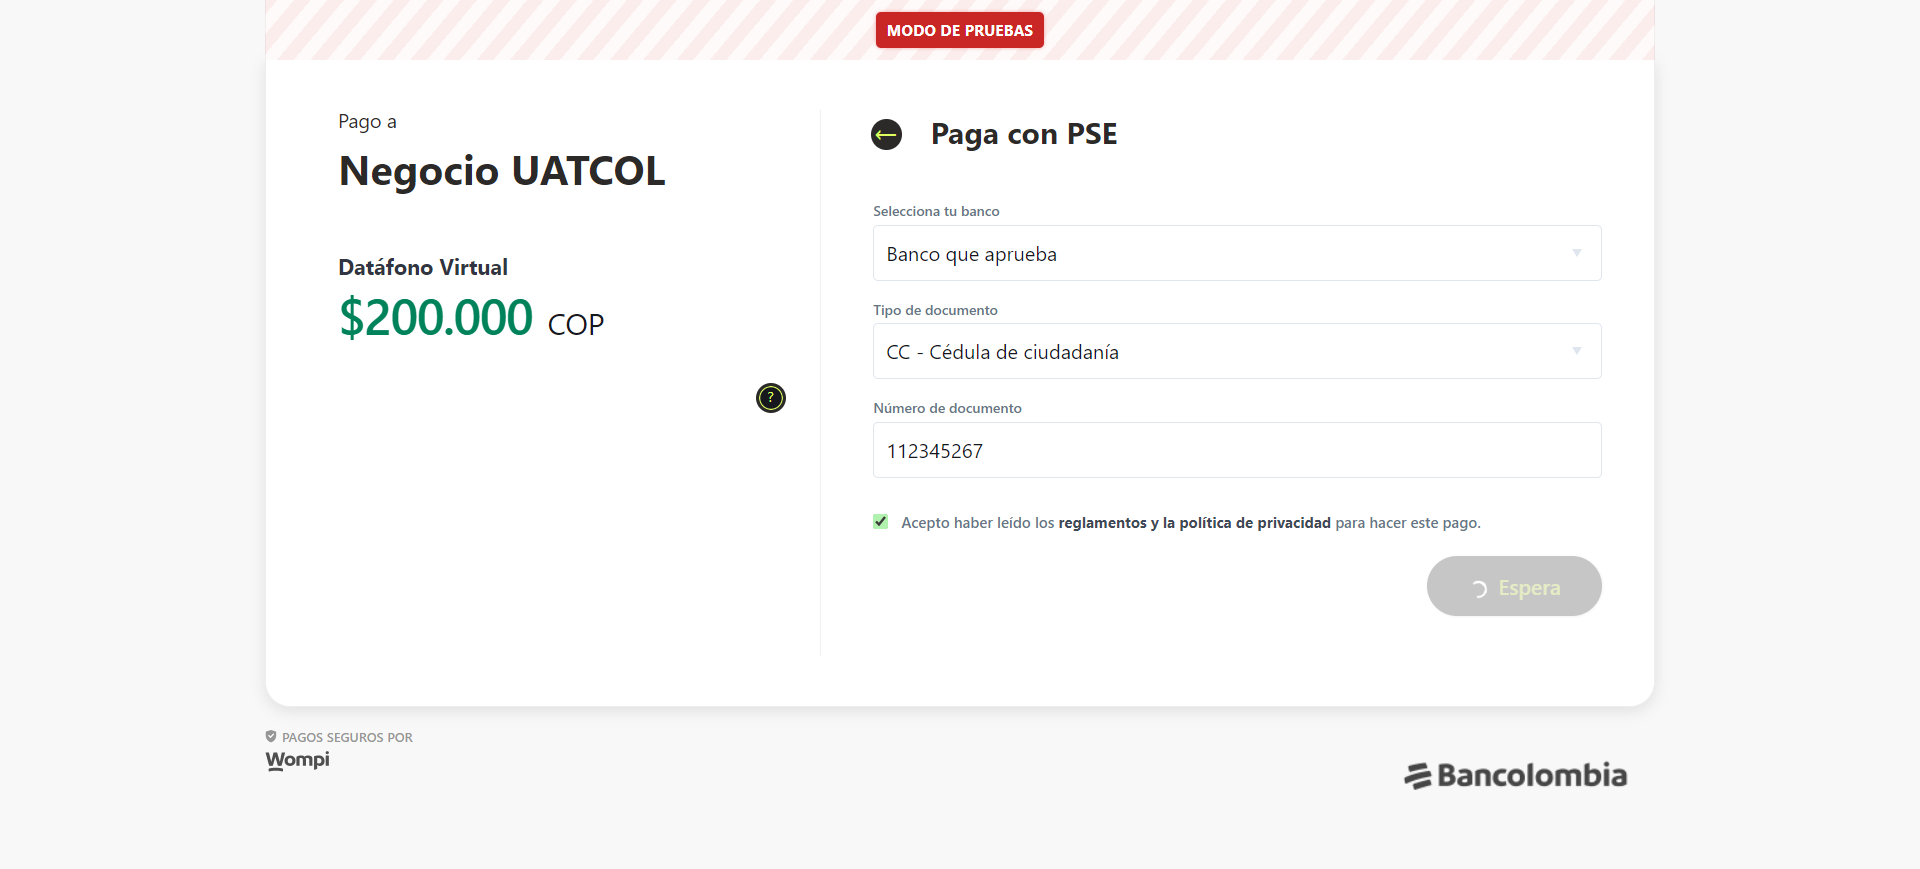 MODO DE PRUEBAS
Pago a
Negocio UATCOL
Datáfono Virtual
$200.000 COP
?
Paga con PSE
Selecciona tu banco
Banco que aprueba
Tipo de documento
CC - Cédula de ciudadanía
Número de documento
112345267
Acepto haber leído los reglamentos y la política de privacidad para hacer este pago.
Espera
PAGOS SEGUROS POR
Wompi
Bancolombia